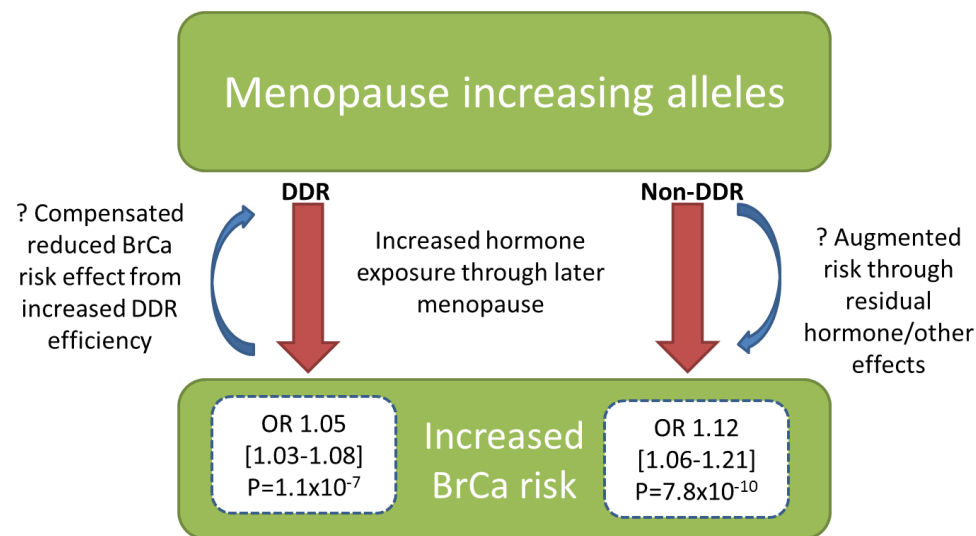 Menopause increasing alleles
DDR
Non-DDR
? Compensated
reduced BrCa
risk effect from
increased DDR
efficiency
Increased hormone
exposure through later
menopause
? Augmented
risk through
residual
hormone/other
effects
OR 1.05
[1.03-1.08]
P=1.1x10⁻⁷
Increased
BrCa risk
OR 1.12
[1.06-1.21]
P=7.8x10⁻¹⁰